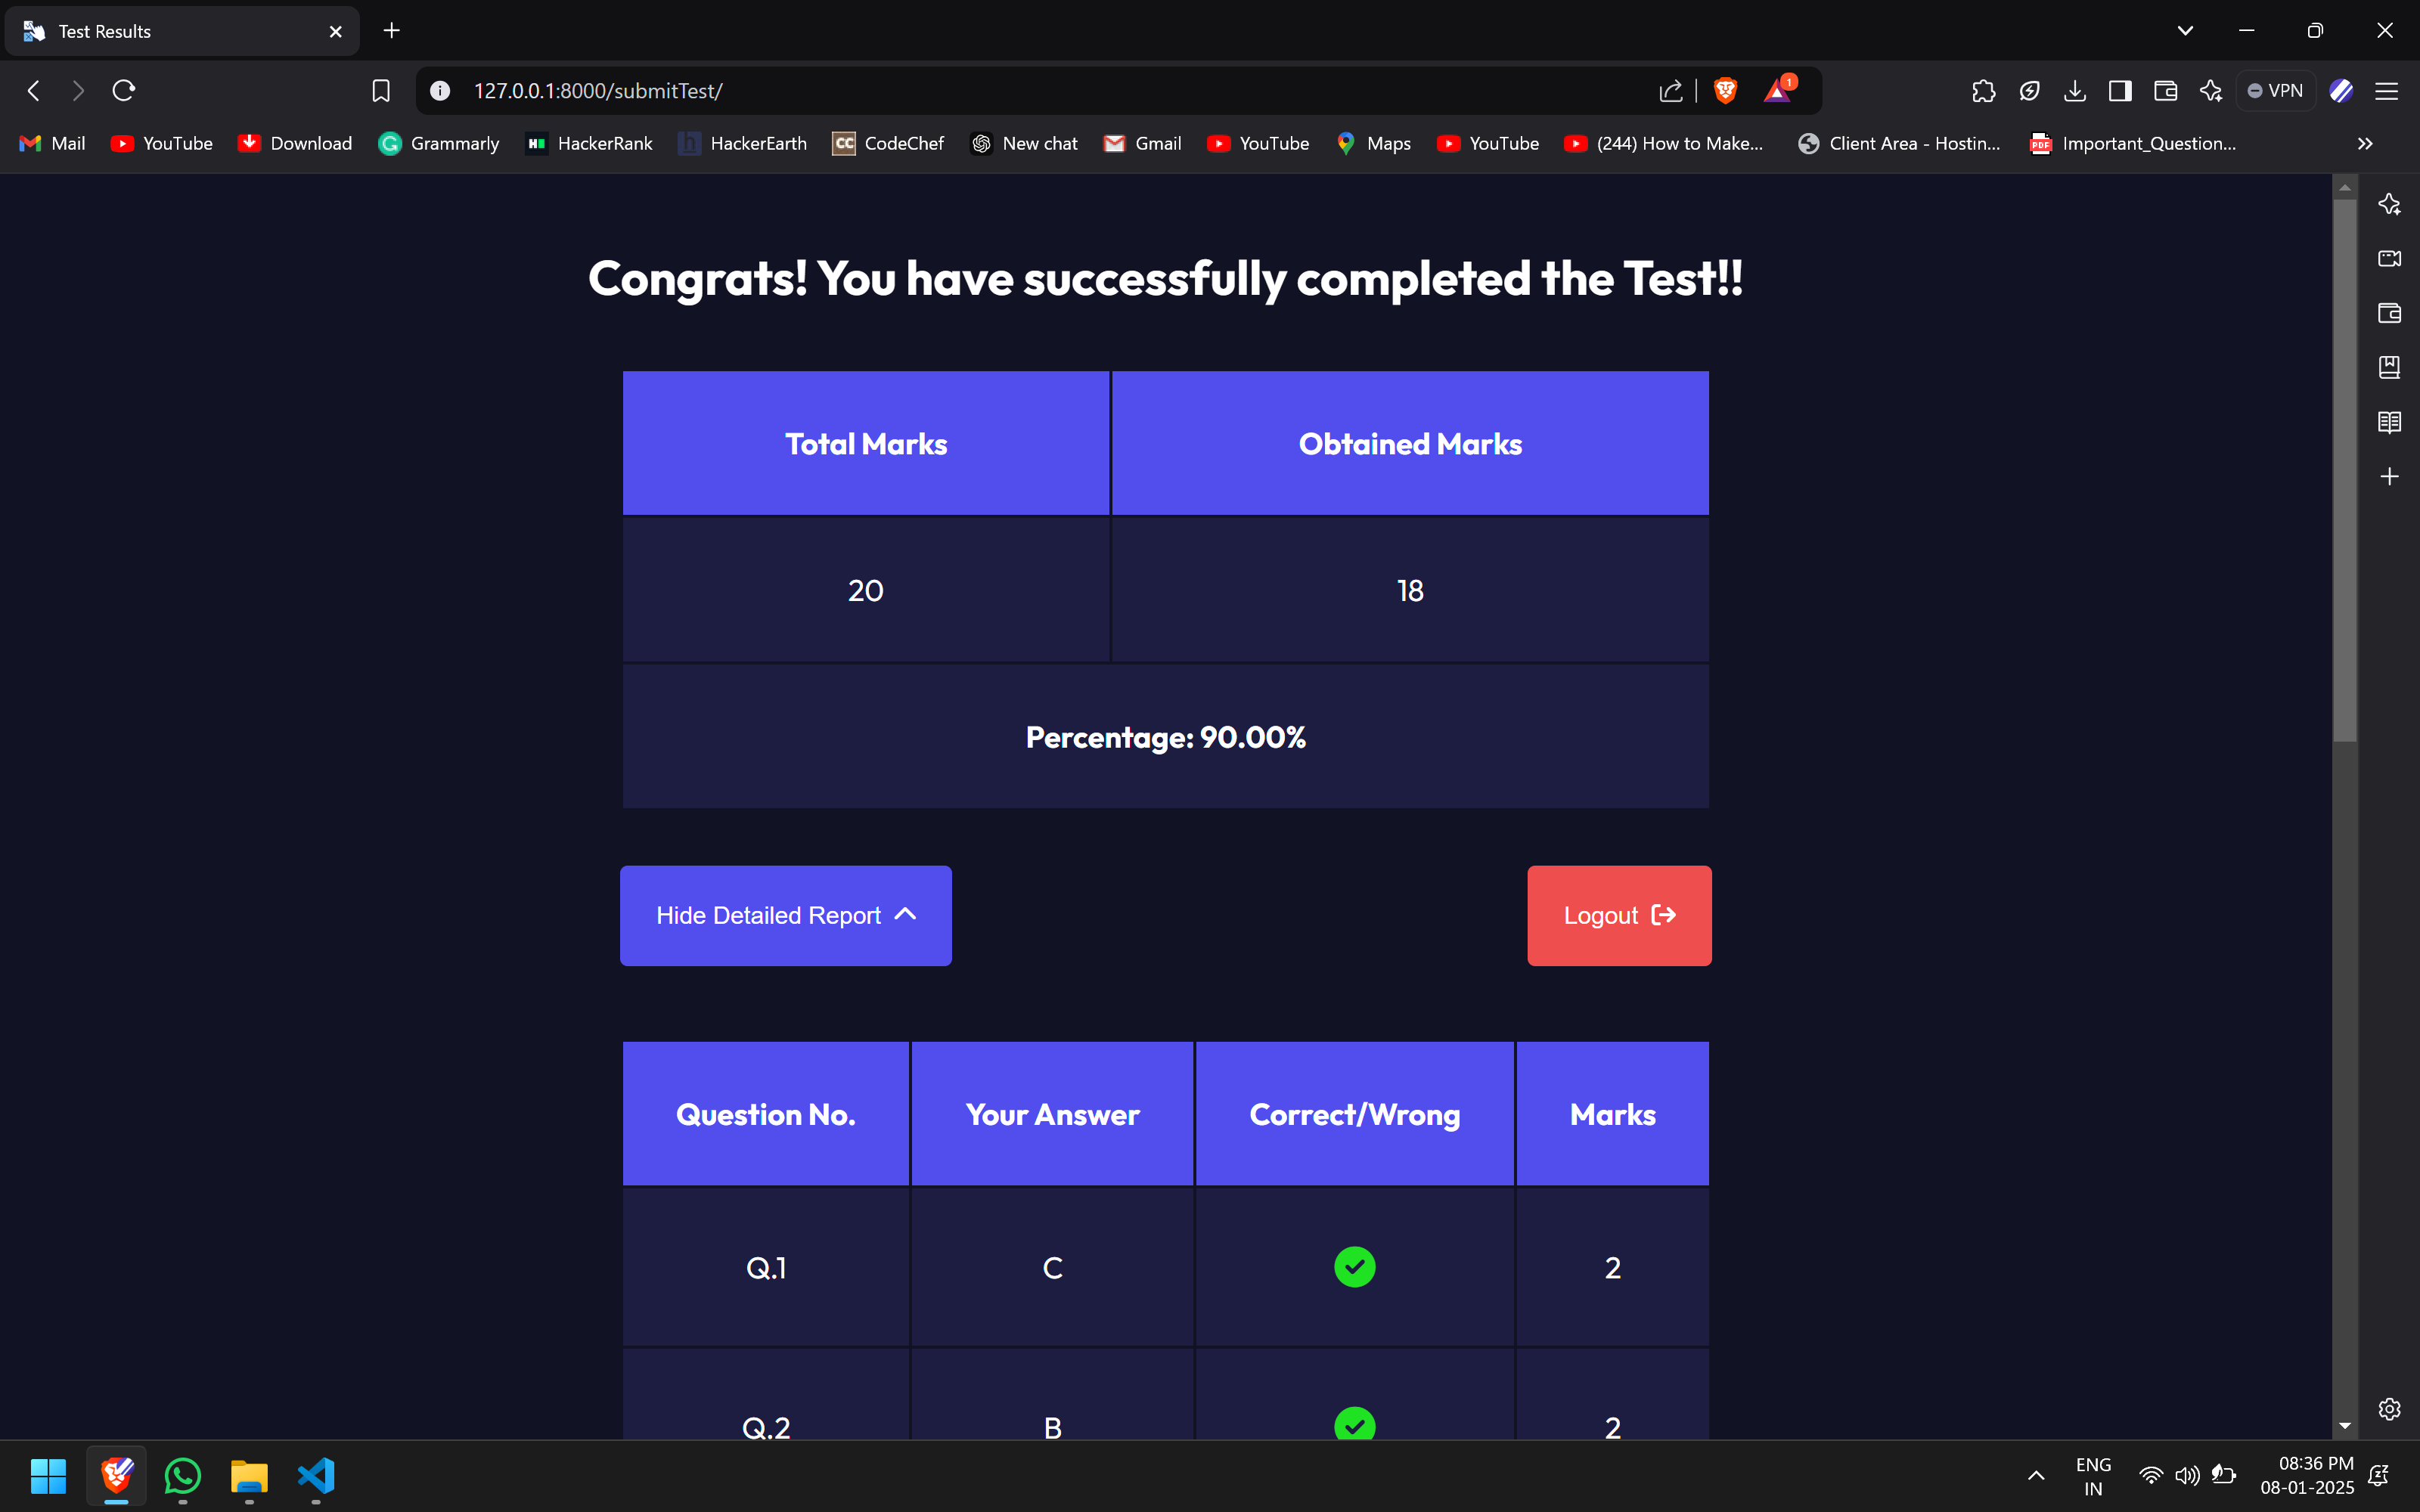 Test Results
127.0.0.1:8000/submitTest/
1
VPN
Mail YouTube Download Grammarly HackerRank HackerEarth CodeChef New chat Gmail YouTube Maps YouTube (244) How to Make... Client Area - Hostin... Important_Question...
Congrats! You have successfully completed the Test!!
Total Marks Obtained Marks
20 18
Percentage: 90.00%
Hide Detailed Report Logout
Question No. Your Answer Correct/Wrong Marks
Q.1 C 2
Q.2 B 2
ENG
IN
08:36 PM
08-01-2025